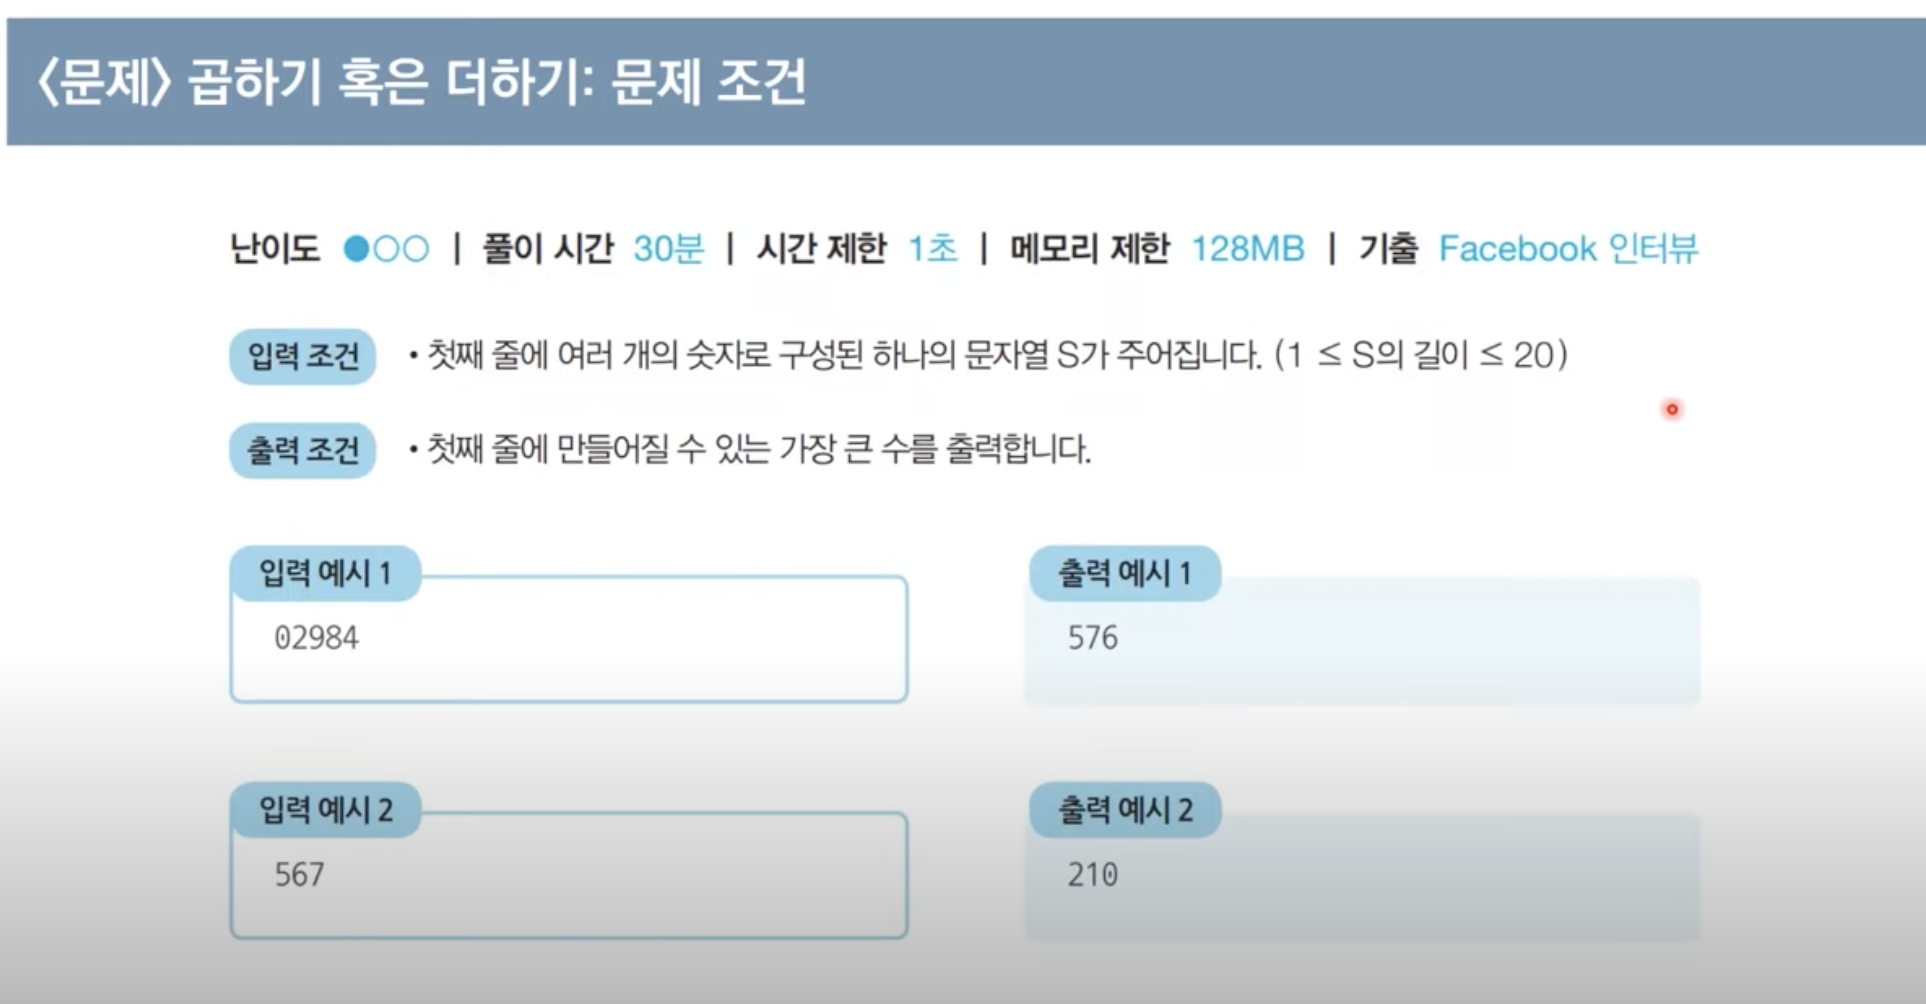 〈문제〉 곱하기 혹은 더하기: 문제 조건
난이도 ●○○ | 풀이 시간 30분 | 시간 제한 1초 | 메모리 제한 128MB | 기출 Facebook 인터뷰
입력 조건 • 첫째 줄에 여러 개의 숫자로 구성된 하나의 문자열 S가 주어집니다. (1 ≤ S의 길이 ≤ 20)
출력 조건 • 첫째 줄에 만들어질 수 있는 가장 큰 수를 출력합니다.
입력 예시 1
02984
출력 예시 1
576
입력 예시 2
567
출력 예시 2
210